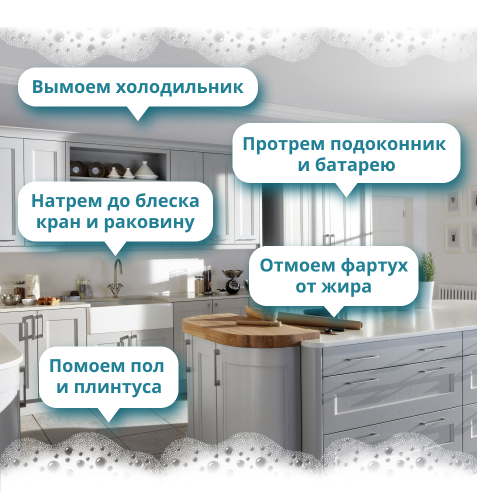 Вымоем холодильник
Протрем подоконник
и батарею
Натрем до блеска
кран и раковину
Отмоем фартух
от жира
Помоем пол
и плинтуса